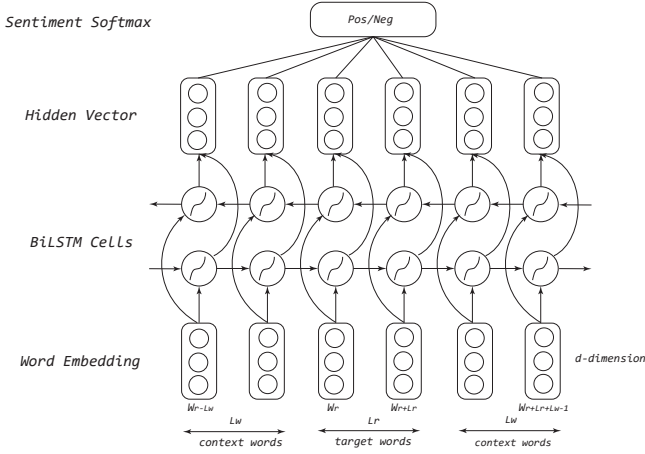 Sentiment Softmax
Pos/Neg
Hidden Vector
BiLSTM Cells
Word Embedding
d-dimension
Wr-Lw
Wr
Wr+Lr
Wr+Lr+Lw-1
Lw
Lr
Lw
context words
target words
context words